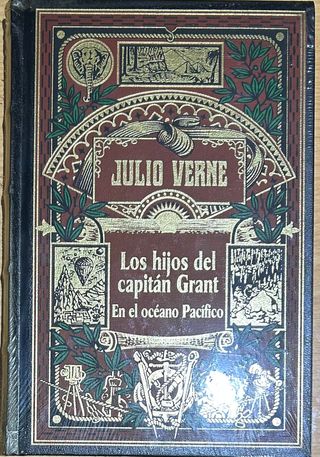 JULIO VERNE
Los hijos del
capitán Grant
En el océano Pacífico